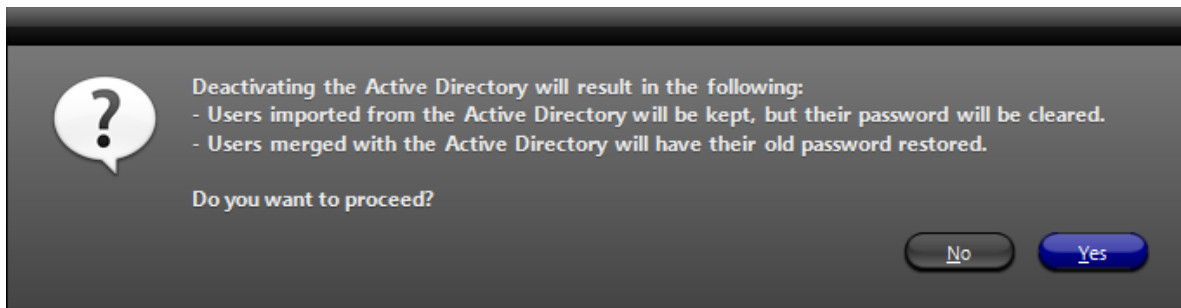 Deactivating the Active Directory will result in the following:
- Users imported from the Active Directory will be kept, but their password will be cleared.
- Users merged with the Active Directory will have their old password restored.
Do you want to proceed?
No
Yes